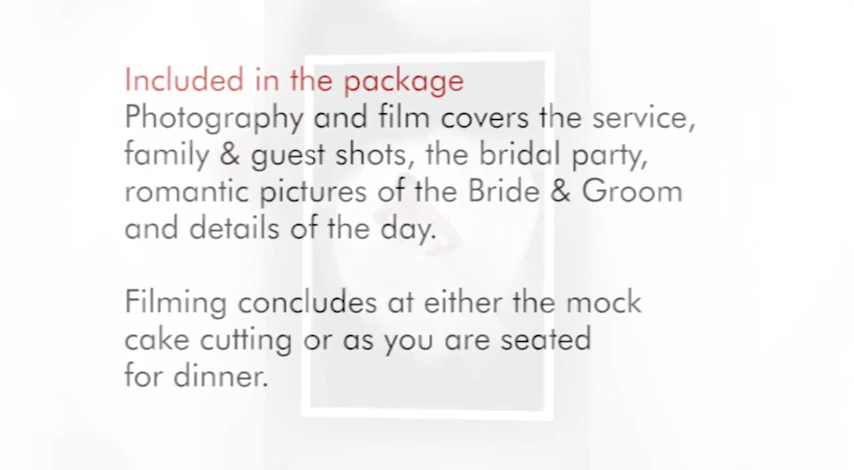 Included in the package
Photography and film covers the service,
family & guest shots, the bridal party,
romantic pictures of the Bride & Groom
and details of the day.
Filming concludes at either the mock
cake cutting or as you are seated
for dinner.